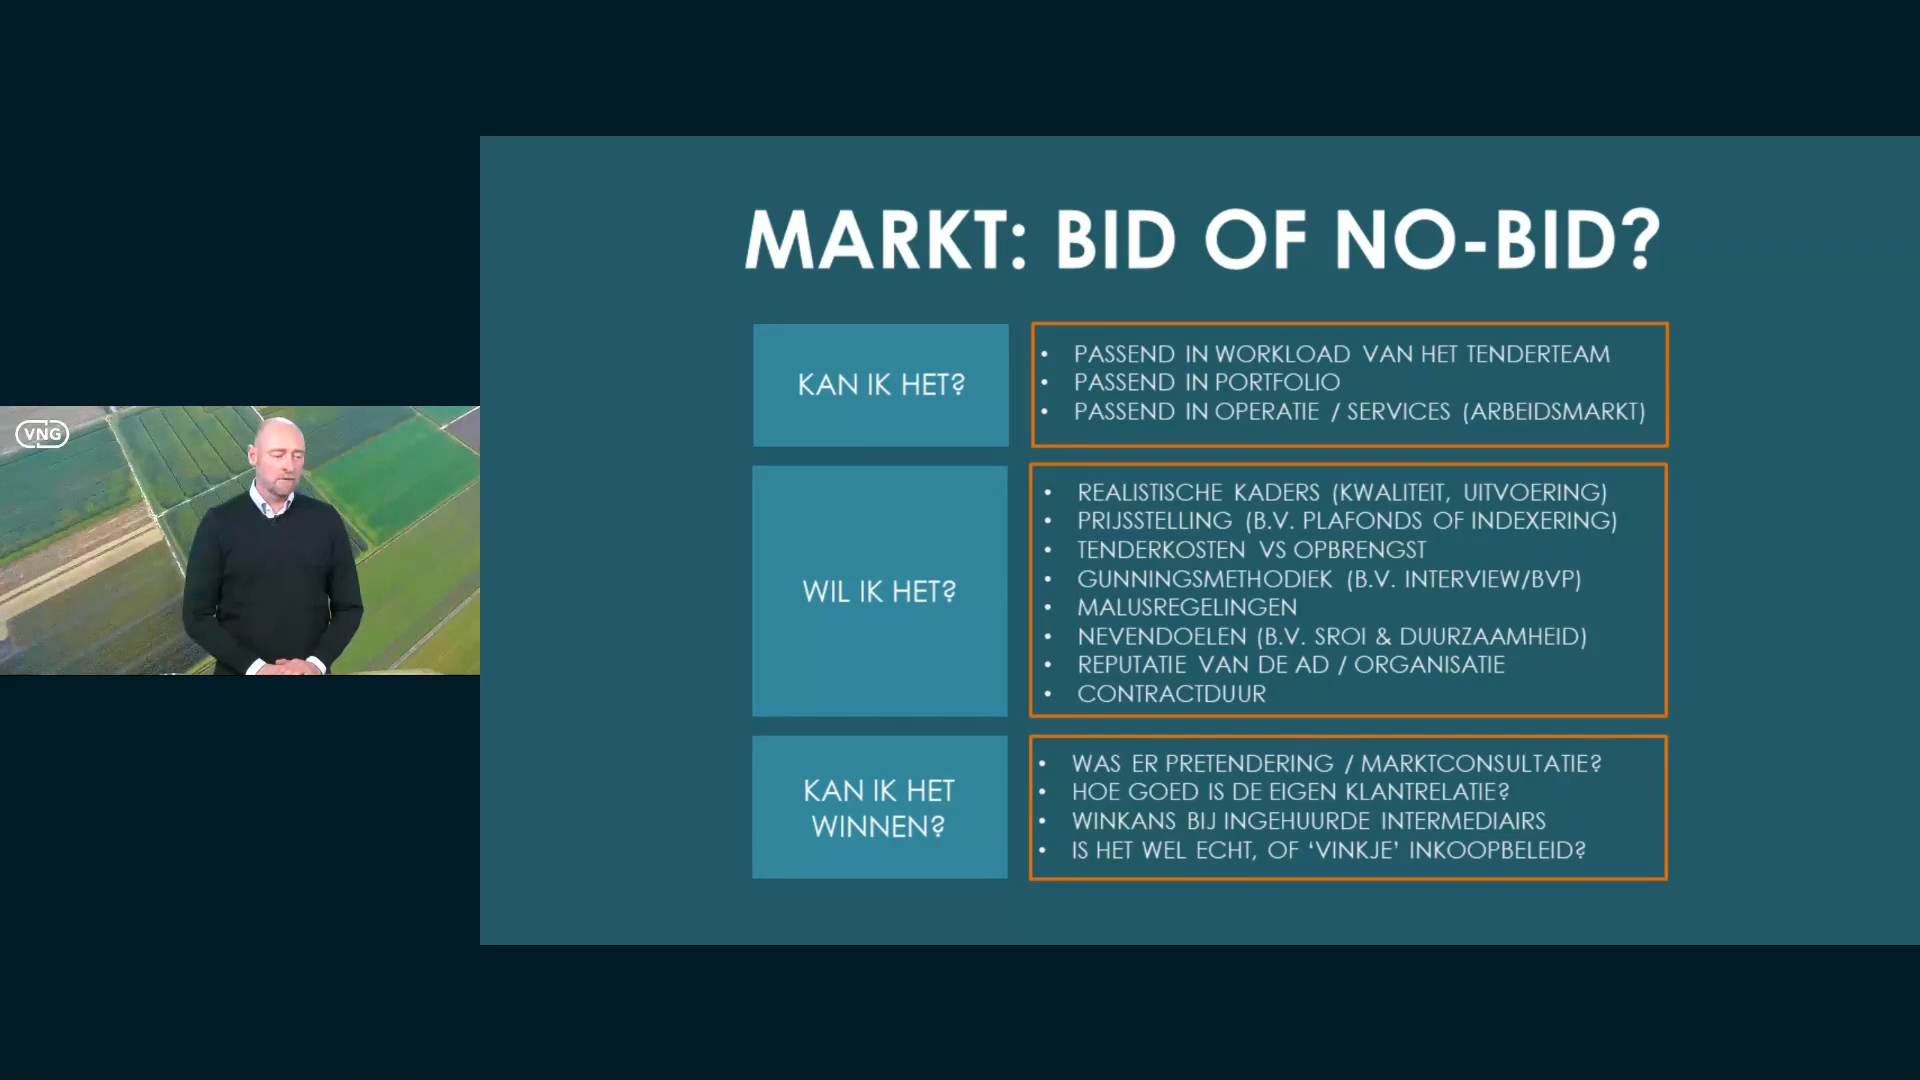 VNG
MARKT: BID OF NO-BID?
KAN IK HET?
• PASSEND IN WORKLOAD VAN HET TENDERTEAM
• PASSEND IN PORTFOLIO
• PASSEND IN OPERATIE / SERVICES (ARBEIDSMARKT)
WIL IK HET?
• REALISTISCHE KADERS (KWALITEIT, UITVOERING)
• PRIJSSTELLING (B.V. PLAFONDS OF INDEXERING)
• TENDERKOSTEN VS OPBRENGST
• GUNNINGSMETHODIEK (B.V. INTERVIEW/BVP)
• MALUSREGELINGEN
• NEVENDOELEN (B.V. SROI & DUURZAAMHEID)
• REPUTATIE VAN DE AD / ORGANISATIE
• CONTRACTDUUR
KAN IK HET
WINNEN?
• WAS ER PRETENDERING / MARKTCONSULTATIE?
• HOE GOED IS DE EIGEN KLANTRELATIE?
• WINKANS BIJ INGEHUURDE INTERMEDIAIRS
• IS HET WEL ECHT, OF ‘VINKJE’ INKOOPBELEID?